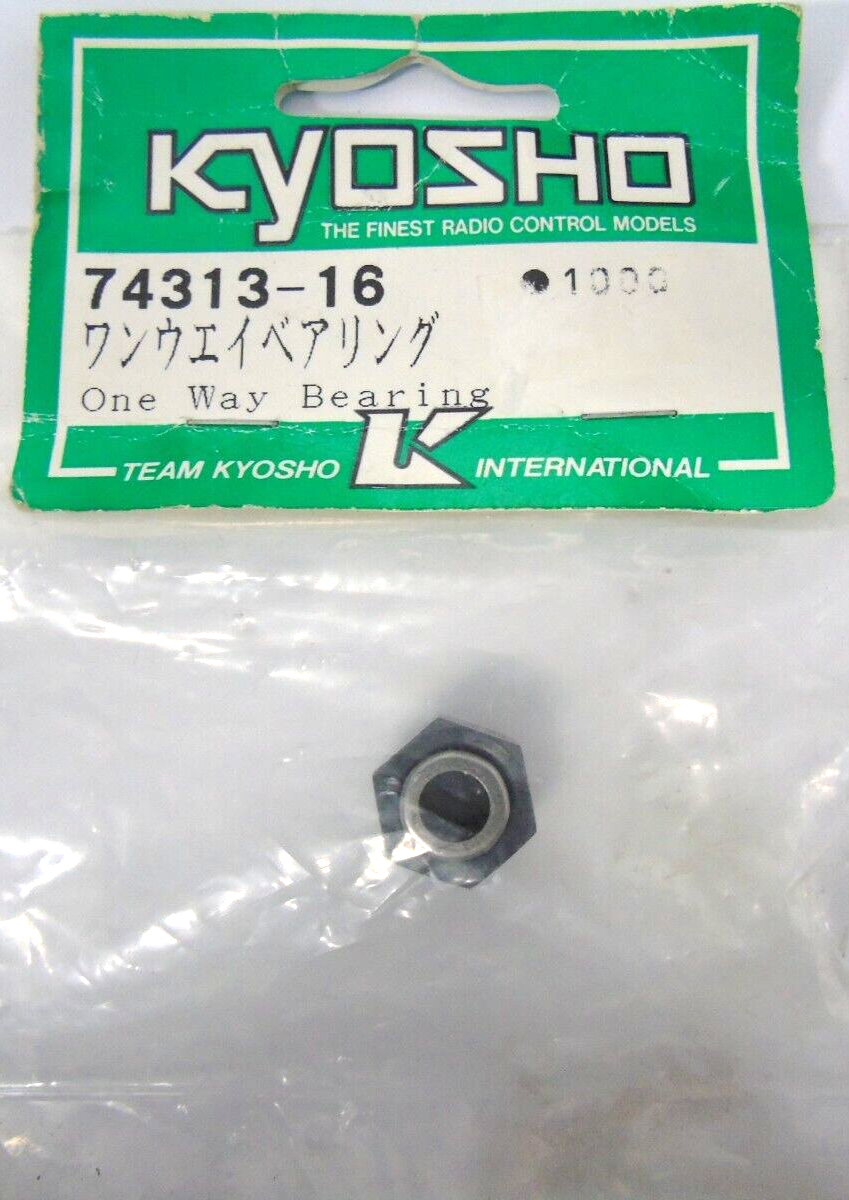 KYOSHO
THE FINEST RADIO CONTROL MODELS
74313-16 ●1000
ワンウエイベアリング
One Way Bearing
TEAM KYOSHO K INTERNATIONAL